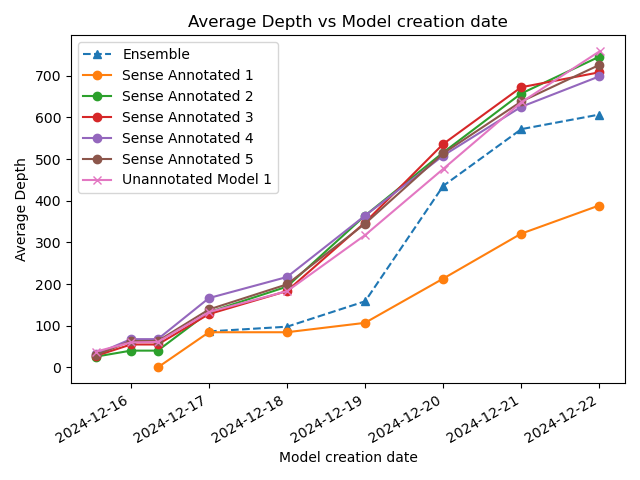 Average Depth vs Model creation date
Ensemble
Sense Annotated 1
Sense Annotated 2
Sense Annotated 3
Sense Annotated 4
Sense Annotated 5
Unannotated Model 1
Average Depth
700
600
500
400
300
200
100
0
2024-12-16
2024-12-17
2024-12-18
2024-12-19
2024-12-20
2024-12-21
2024-12-22
Model creation date